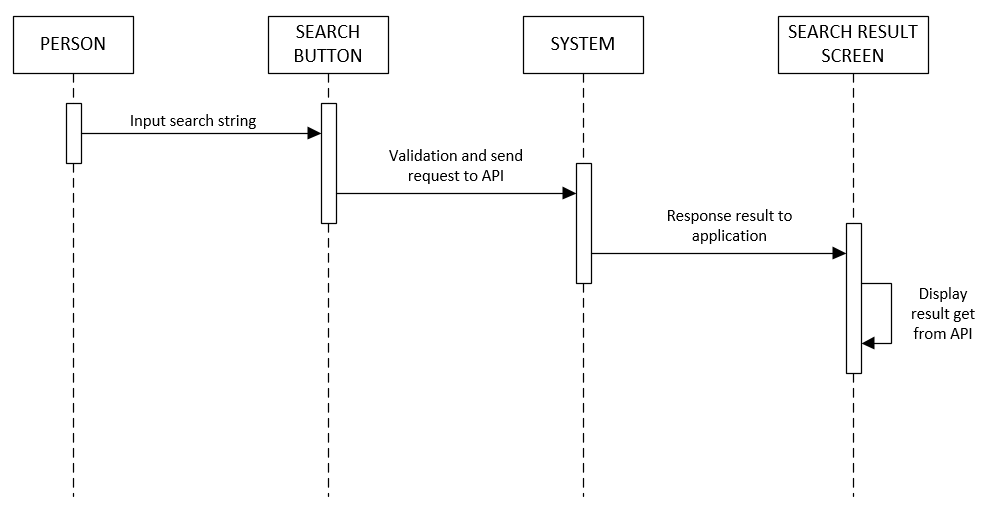 PERSON
SEARCH
BUTTON
SYSTEM
SEARCH RESULT
SCREEN
Input search string
Validation and send
request to API
Response result to
application
Display
result get
from API